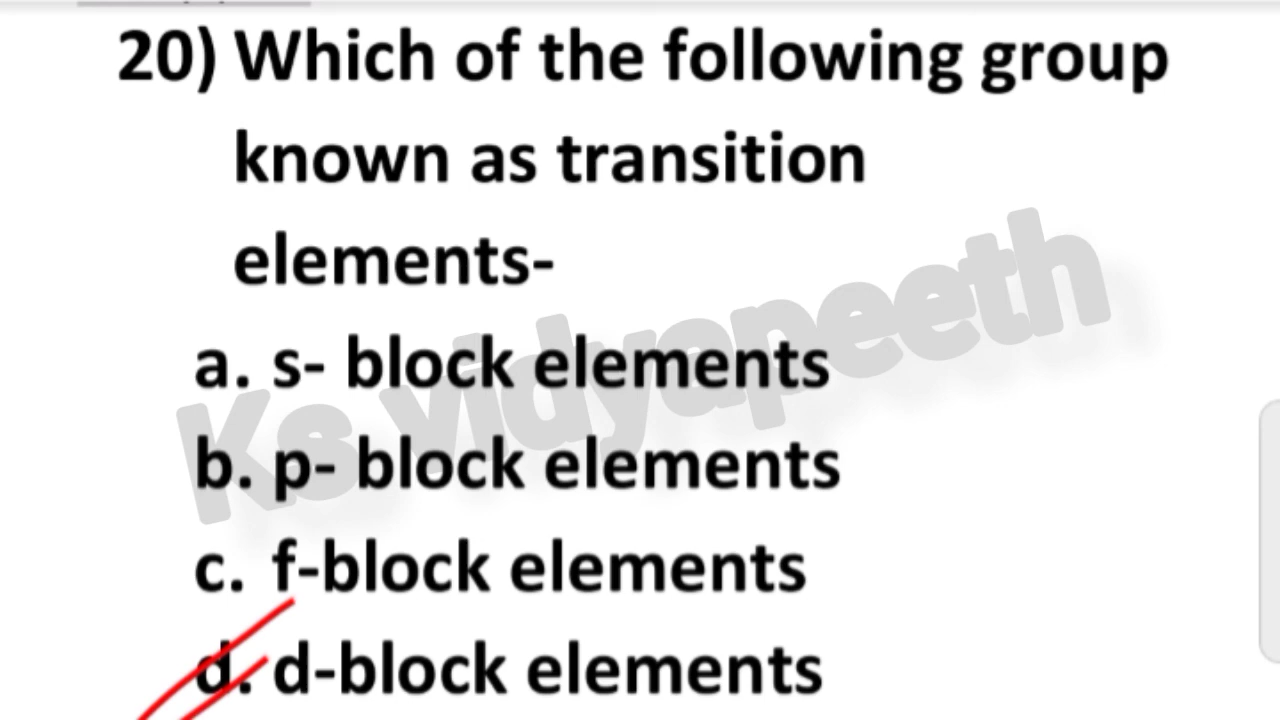 20) Which of the following group
known as transition
elements-
a. s- block elements
b. p- block elements
c. f-block elements
d. d-block elements
Ks vidyapeeth